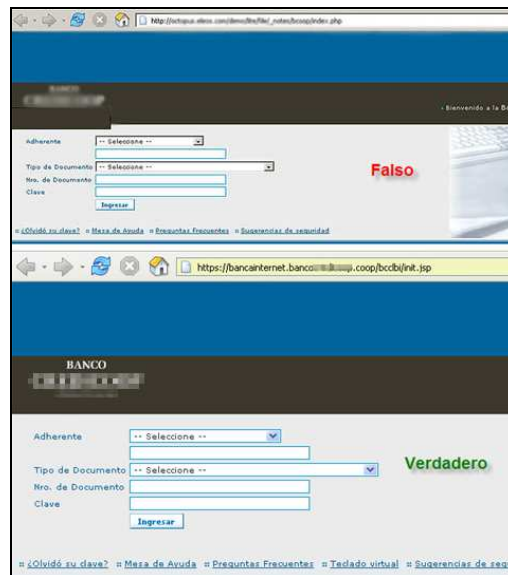 http://octopus.eleos.com/demo/lite/file/_notes/bcoop/index.php
BANCO
› Bienvenido a la B
Adherente
-- Seleccione --
Tipo de Documento -- Seleccione --
Nro. de Documento
Clave
Ingresar
Falso
¿Olvidó su clave? Mesa de Ayuda Preguntas Frecuentes Sugerencias de seguridad
https://bancainternet.banco .coop/bcclbi/init.jsp
BANCO
Adherente
-- Seleccione --
Tipo de Documento -- Seleccione --
Nro. de Documento
Clave
Ingresar
Verdadero
¿Olvidó su clave? Mesa de Ayuda Preguntas Frecuentes Teclado virtual Sugerencias de seg